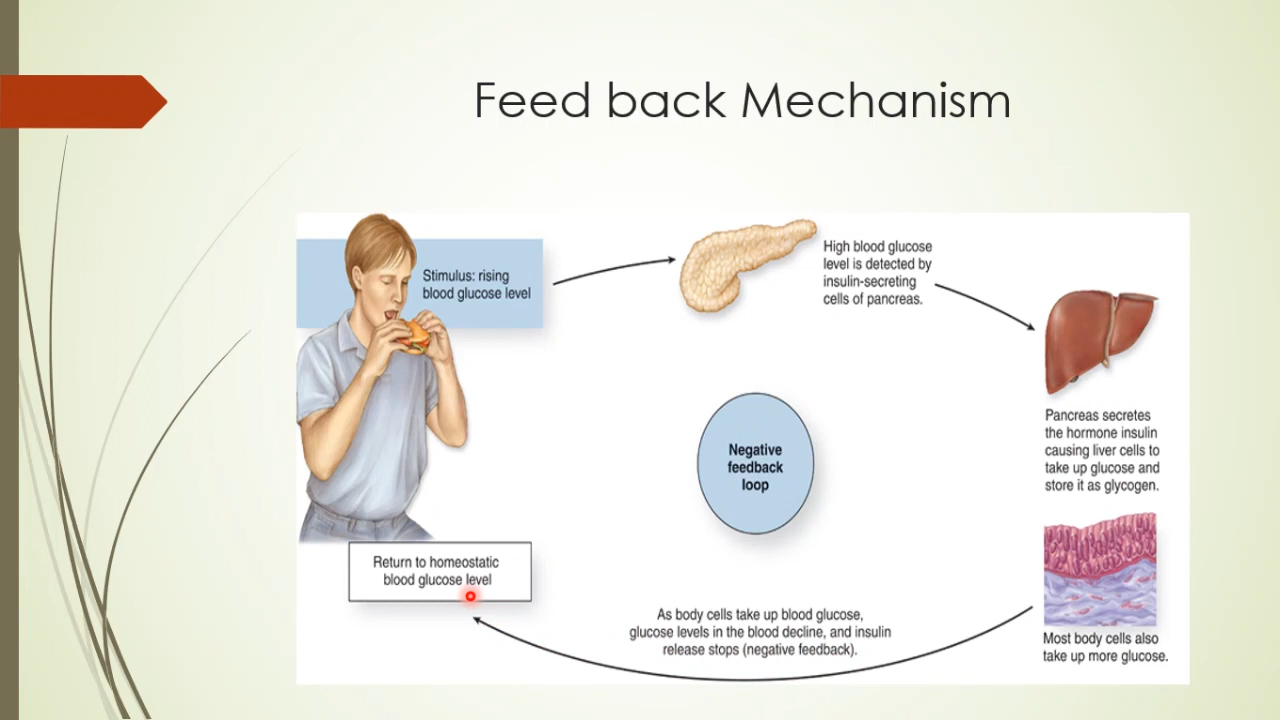 Feed back Mechanism
Stimulus: rising
blood glucose level
High blood glucose
level is detected by
insulin-secreting
cells of pancreas.
Pancreas secretes
the hormone insulin
causing liver cells to
take up glucose and
store it as glycogen.
Negative
feedback
loop
Most body cells also
take up more glucose.
As body cells take up blood glucose,
glucose levels in the blood decline, and insulin
release stops (negative feedback).
Return to homeostatic
blood glucose level